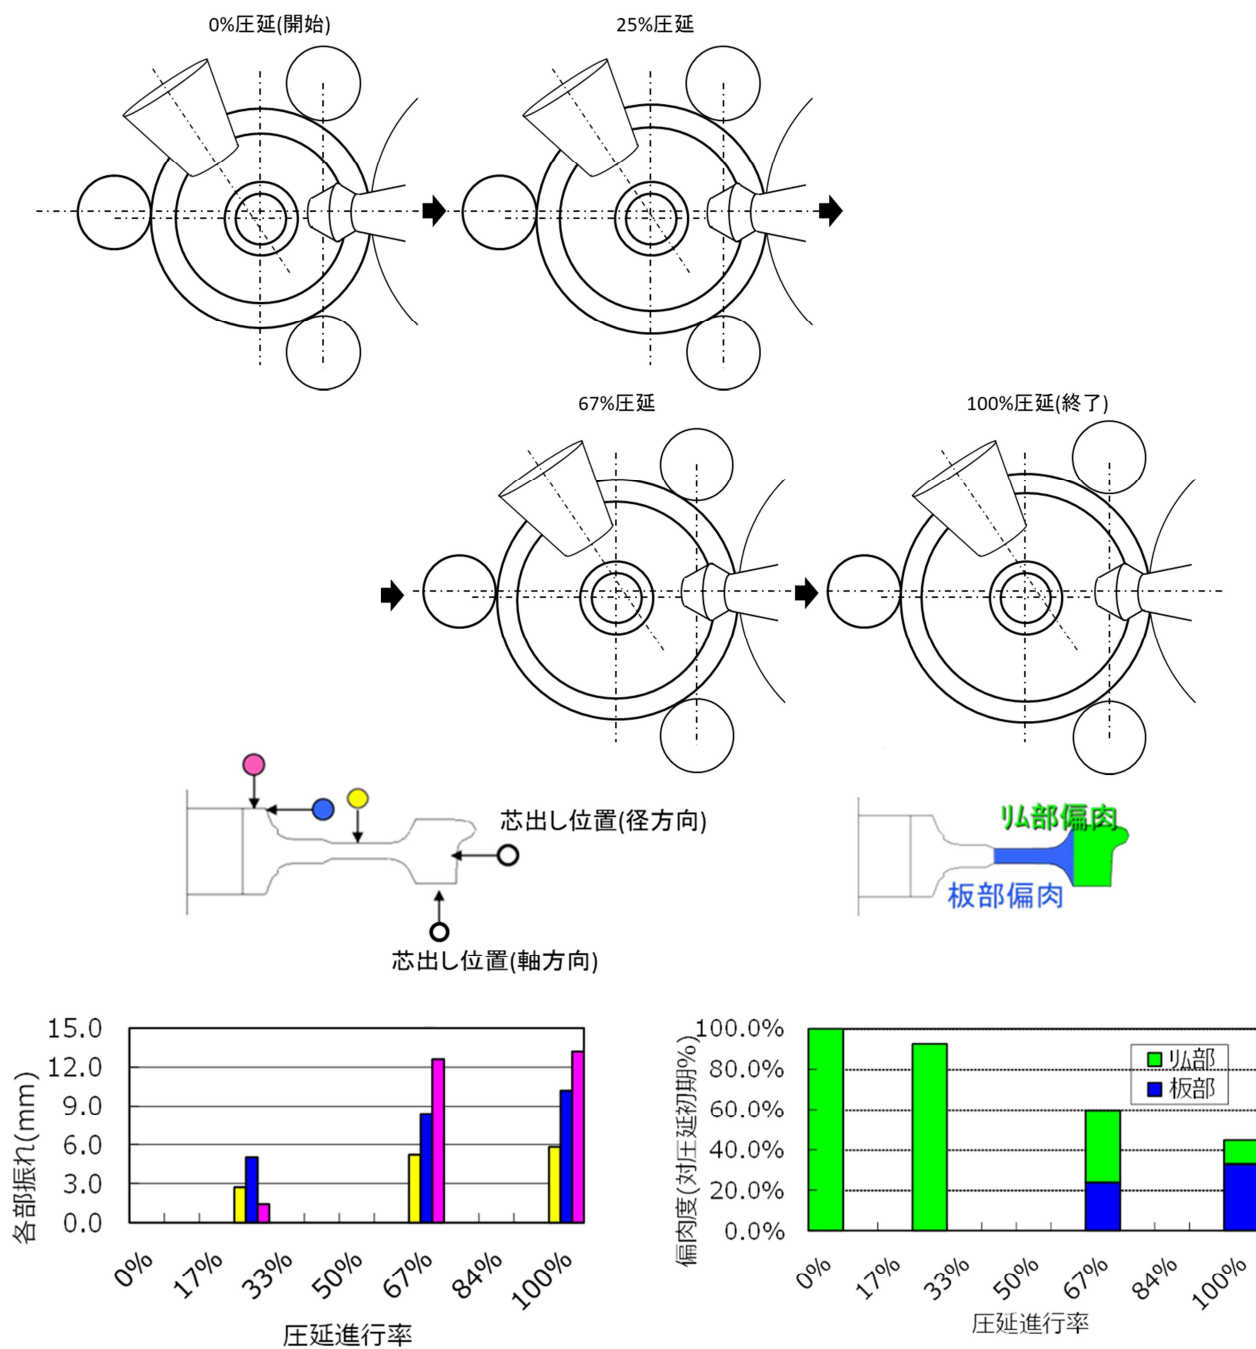 0%圧延(開始)
25%圧延
67%圧延
100%圧延(終了)
芯出し位置(径方向)
芯出し位置(軸方向)
リム部偏肉
板部偏肉
各部振れ(mm)
15.0
12.0
9.0
6.0
3.0
0.0
0%
17%
33%
50%
67%
84%
100%
圧延進行率
偏肉度(対圧延初期%)
100.0%
80.0%
60.0%
40.0%
20.0%
0.0%
リム部
板部
0%
17%
33%
50%
67%
84%
100%
圧延進行率